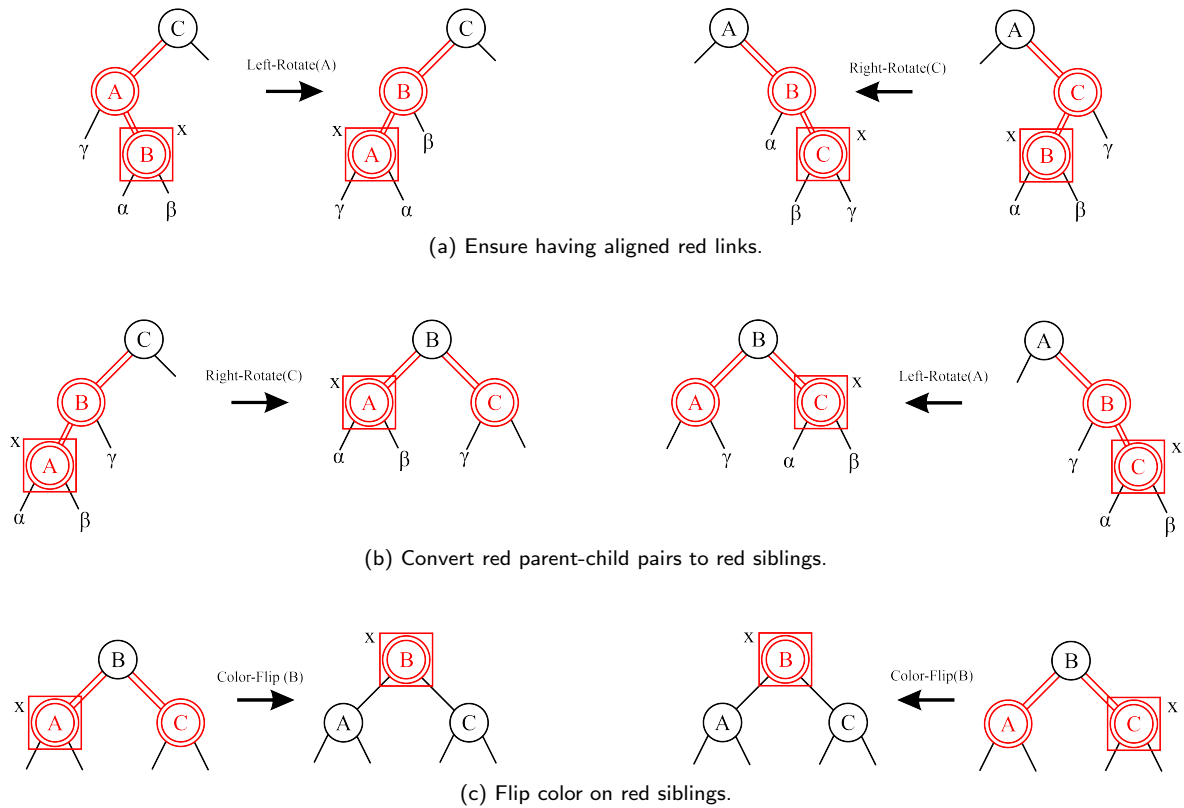 C C A A
Left-Rotate(A) Right-Rotate(C)
A B B C
x x x x
B A C B
γ β α γ
α β γ α β γ α β
(a) Ensure having aligned red links.
C B B A
Right-Rotate(C) Left-Rotate(A)
B x A C A C x B
x A γ α β γ γ α β γ C x
α β α β
(b) Convert red parent-child pairs to red siblings.
x B x B
B B
Color-Flip (B) Color-Flip(B)
x A C A C A C A C x
(c) Flip color on red siblings.